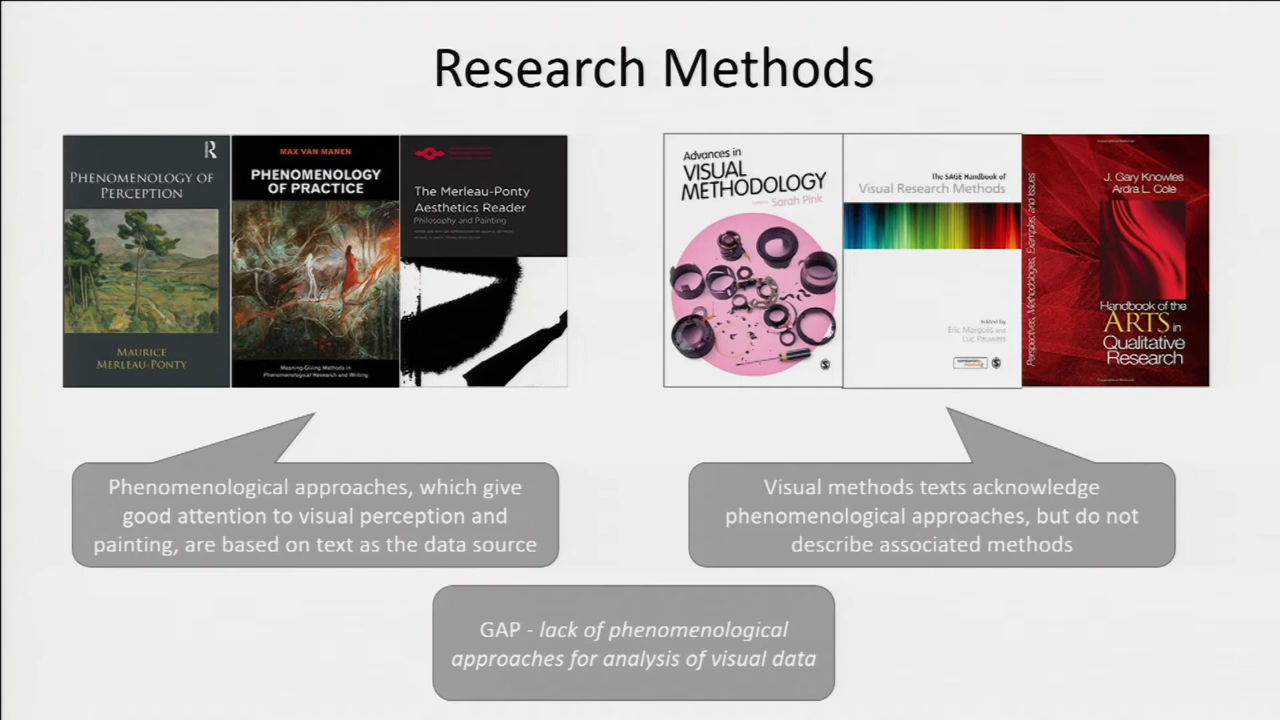 Research Methods
R
PHENOMENOLOGY OF
PERCEPTION
MAURICE
MERLEAU-PONTY
MAX VAN MANEN
PHENOMENOLOGY
OF PRACTICE
Meaning-Giving Methods in
Phenomenological Research and Writing
The Merleau-Ponty
Aesthetics Reader
Philosophy and Painting
Advances in
VISUAL
METHODOLOGY
Sarah Pink
The SAGE Handbook of
Visual Research Methods
Edited by
Eric Margolis and
Luc Pauwels
Perspectives, Methodologies, Examples, and Issues
J. Gary Knowles
Ardra L. Cole
Handbook of the
ARTS in
Qualitative
Research
Phenomenological approaches, which give
good attention to visual perception and
painting, are based on text as the data source
Visual methods texts acknowledge
phenomenological approaches, but do not
describe associated methods
GAP - lack of phenomenological
approaches for analysis of visual data